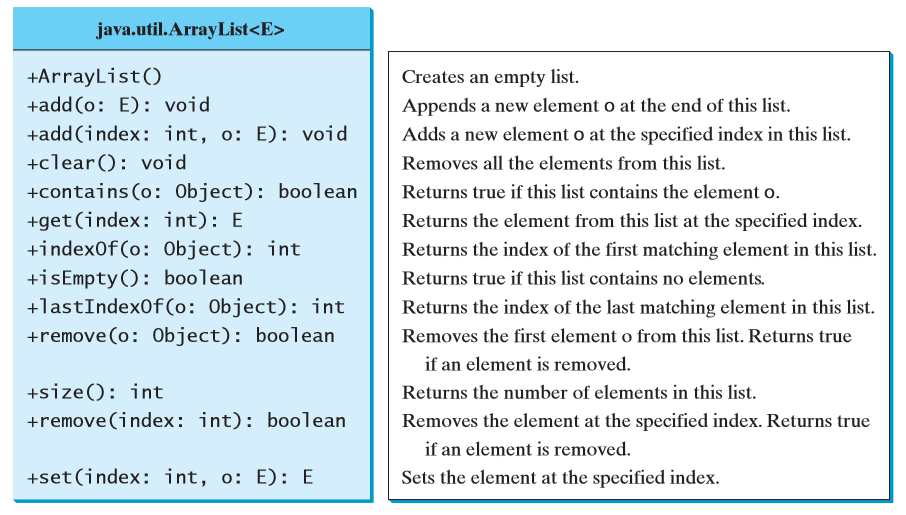 java.util.ArrayList<E>
+ArrayList()
Creates an empty list.
+add(o: E): void
Appends a new element o at the end of this list.
+add(index: int, o: E): void
Adds a new element o at the specified index in this list.
+clear(): void
Removes all the elements from this list.
+contains(o: Object): boolean
Returns true if this list contains the element o.
+get(index: int): E
Returns the element from this list at the specified index.
+indexOf(o: Object): int
Returns the index of the first matching element in this list.
+isEmpty(): boolean
Returns true if this list contains no elements.
+lastIndexOf(o: Object): int
Returns the index of the last matching element in this list.
+remove(o: Object): boolean
Removes the first element o from this list. Returns true
if an element is removed.
+size(): int
Returns the number of elements in this list.
+remove(index: int): boolean
Removes the element at the specified index. Returns true
if an element is removed.
+set(index: int, o: E): E
Sets the element at the specified index.